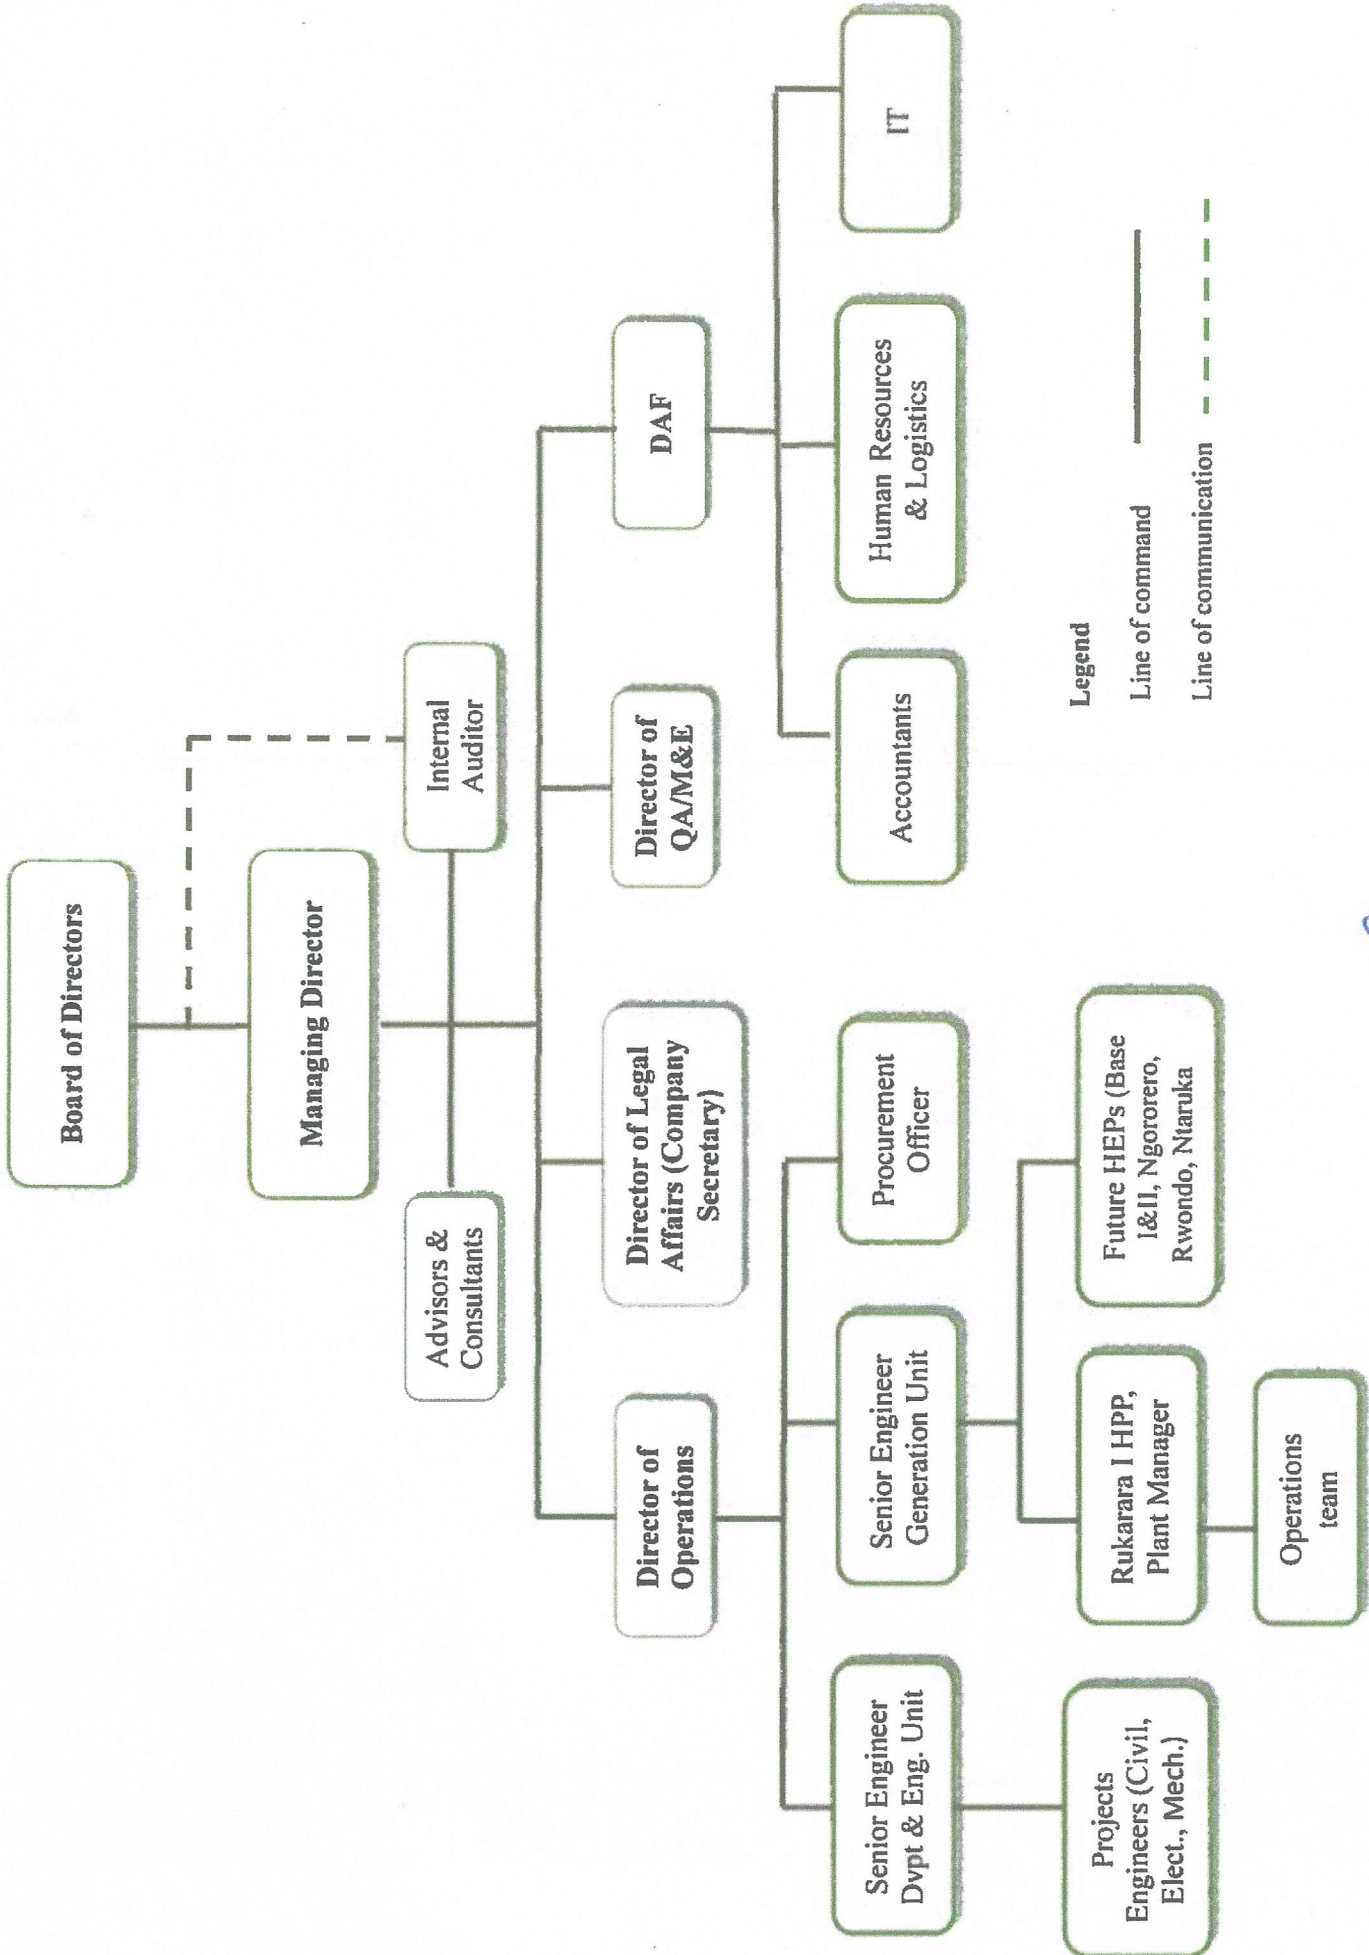 Board of Directors
Managing Director
Advisors &
Consultants
Internal
Auditor
Director of
Operations
Director of Legal
Affairs (Company
Secretary)
Director of
QA/M&E
DAF
Senior Engineer
Dvpt & Eng. Unit
Senior Engineer
Generation Unit
Procurement
Officer
Accountants
Human Resources
& Logistics
IT
Projects
Engineers (Civil,
Elect., Mech.)
Rukarara I HPP,
Plant Manager
Future HEPs (Base
I&II, Ngororero,
Rwondo, Ntaruka
Operations
team
Legend
Line of command
Line of communication